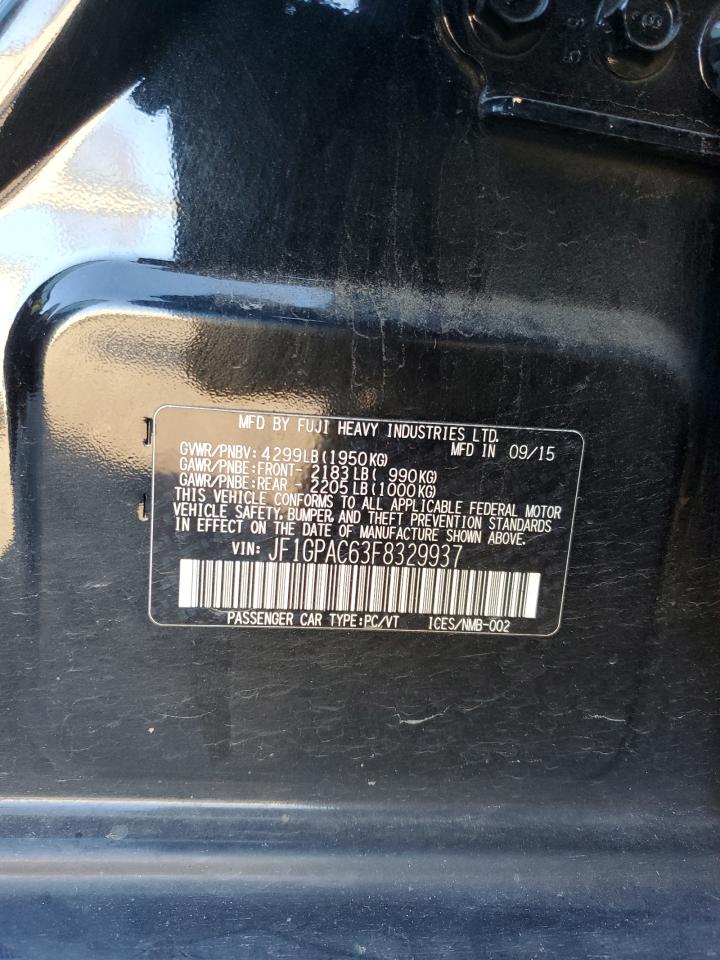 MFD BY FUJI HEAVY INDUSTRIES LTD.
MFD IN 09/15
GVWR/PNBV: 4299LB(1950KG)
GAWR/PNBE:FRONT- 2183LB( 990KG)
GAWR/PNBE:REAR - 2205LB(1000KG)
THIS VEHICLE CONFORMS TO ALL APPLICABLE FEDERAL MOTOR
VEHICLE SAFETY, BUMPER, AND THEFT PREVENTION STANDARDS
IN EFFECT ON THE DATE OF MANUFACTURE SHOWN ABOVE.
VIN: JF1GPAC63F8329937
PASSENGER CAR TYPE:PC/VT ICES/NMB-002